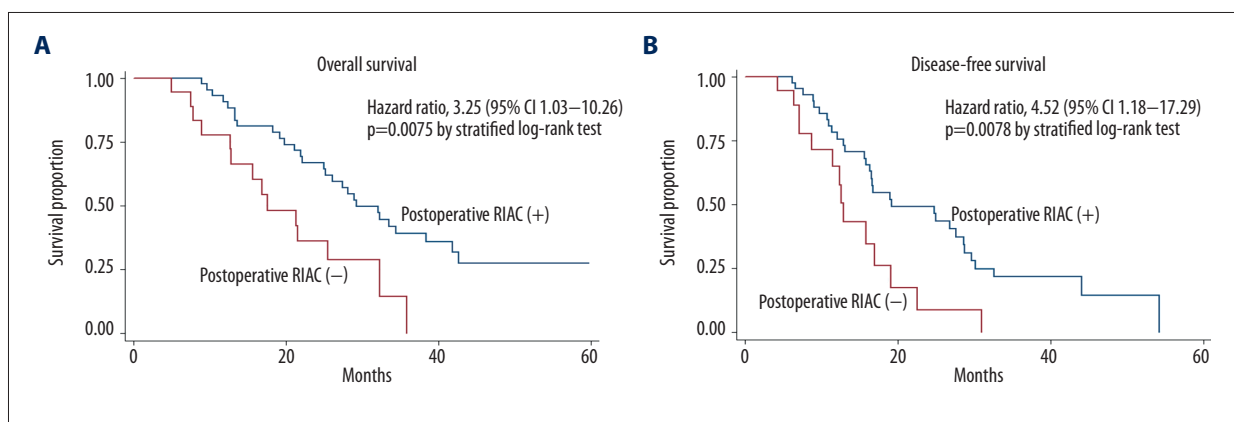 A
Overall survival
Hazard ratio, 3.25 (95% CI 1.03–10.26)
p=0.0075 by stratified log-rank test
Survival proportion
1.00
0.75
0.50
0.25
0.00
Postoperative RIAC (+)
Postoperative RIAC (−)
0
20
40
60
Months
B
Disease-free survival
Hazard ratio, 4.52 (95% CI 1.18–17.29)
p=0.0078 by stratified log-rank test
Survival proportion
1.00
0.75
0.50
0.25
0.00
Postoperative RIAC (+)
Postoperative RIAC (−)
0
20
40
60
Months